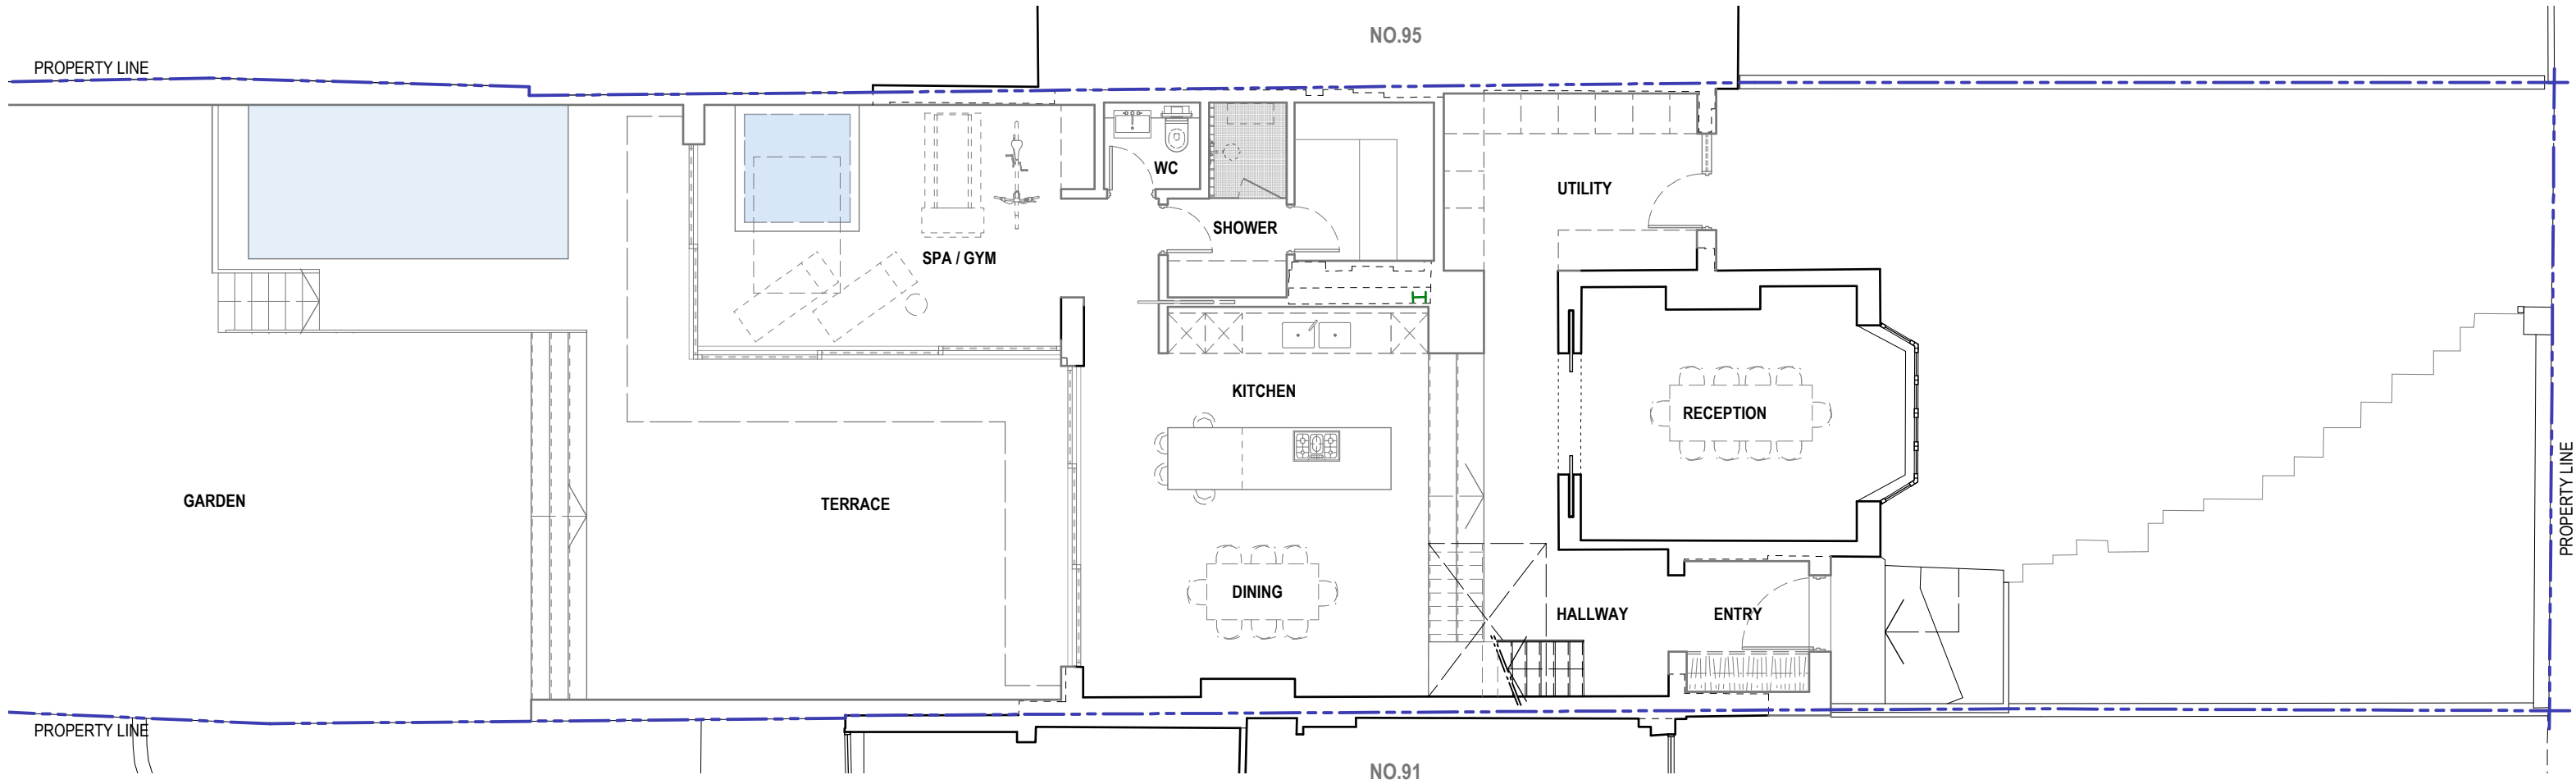 NO.95
PROPERTY LINE
WC
UTILITY
SHOWER
SPA / GYM
KITCHEN
RECEPTION
GARDEN
TERRACE
PROPERTY LINE
DINING
HALLWAY
ENTRY
PROPERTY LINE
NO.91